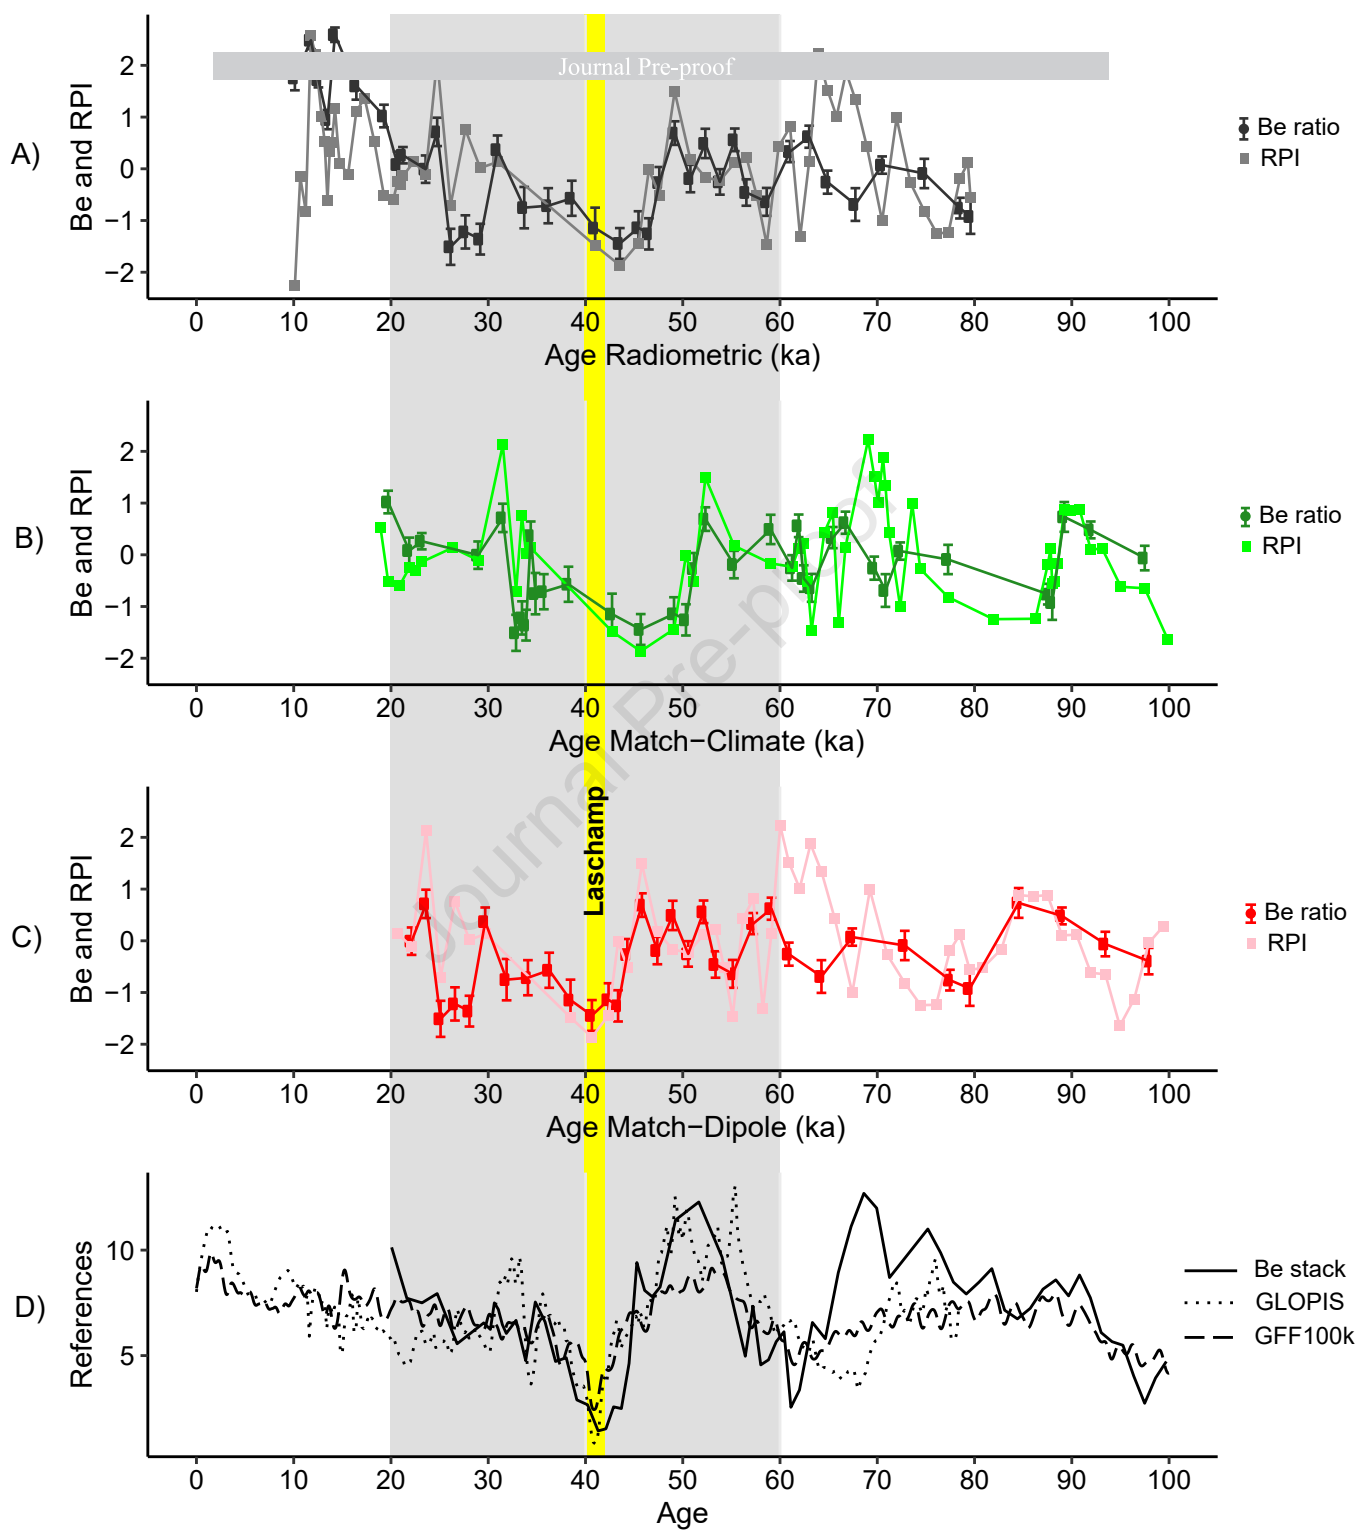 Journal Pre-proof
A)
Be and RPI
2
1
0
−1
−2
0 10 20 30 40 50 60 70 80 90 100
Age Radiometric (ka)
Be ratio
RPI
B)
Be and RPI
2
1
0
−1
−2
0 10 20 30 40 50 60 70 80 90 100
Age Match−Climate (ka)
Be ratio
RPI
Journal Pre-proof
C)
Be and RPI
2
1
0
−1
−2
Laschamp
0 10 20 30 40 50 60 70 80 90 100
Age Match−Dipole (ka)
Be ratio
RPI
D)
References
10
5
0 10 20 30 40 50 60 70 80 90 100
Age
Be stack
GLOPIS
GFF100k